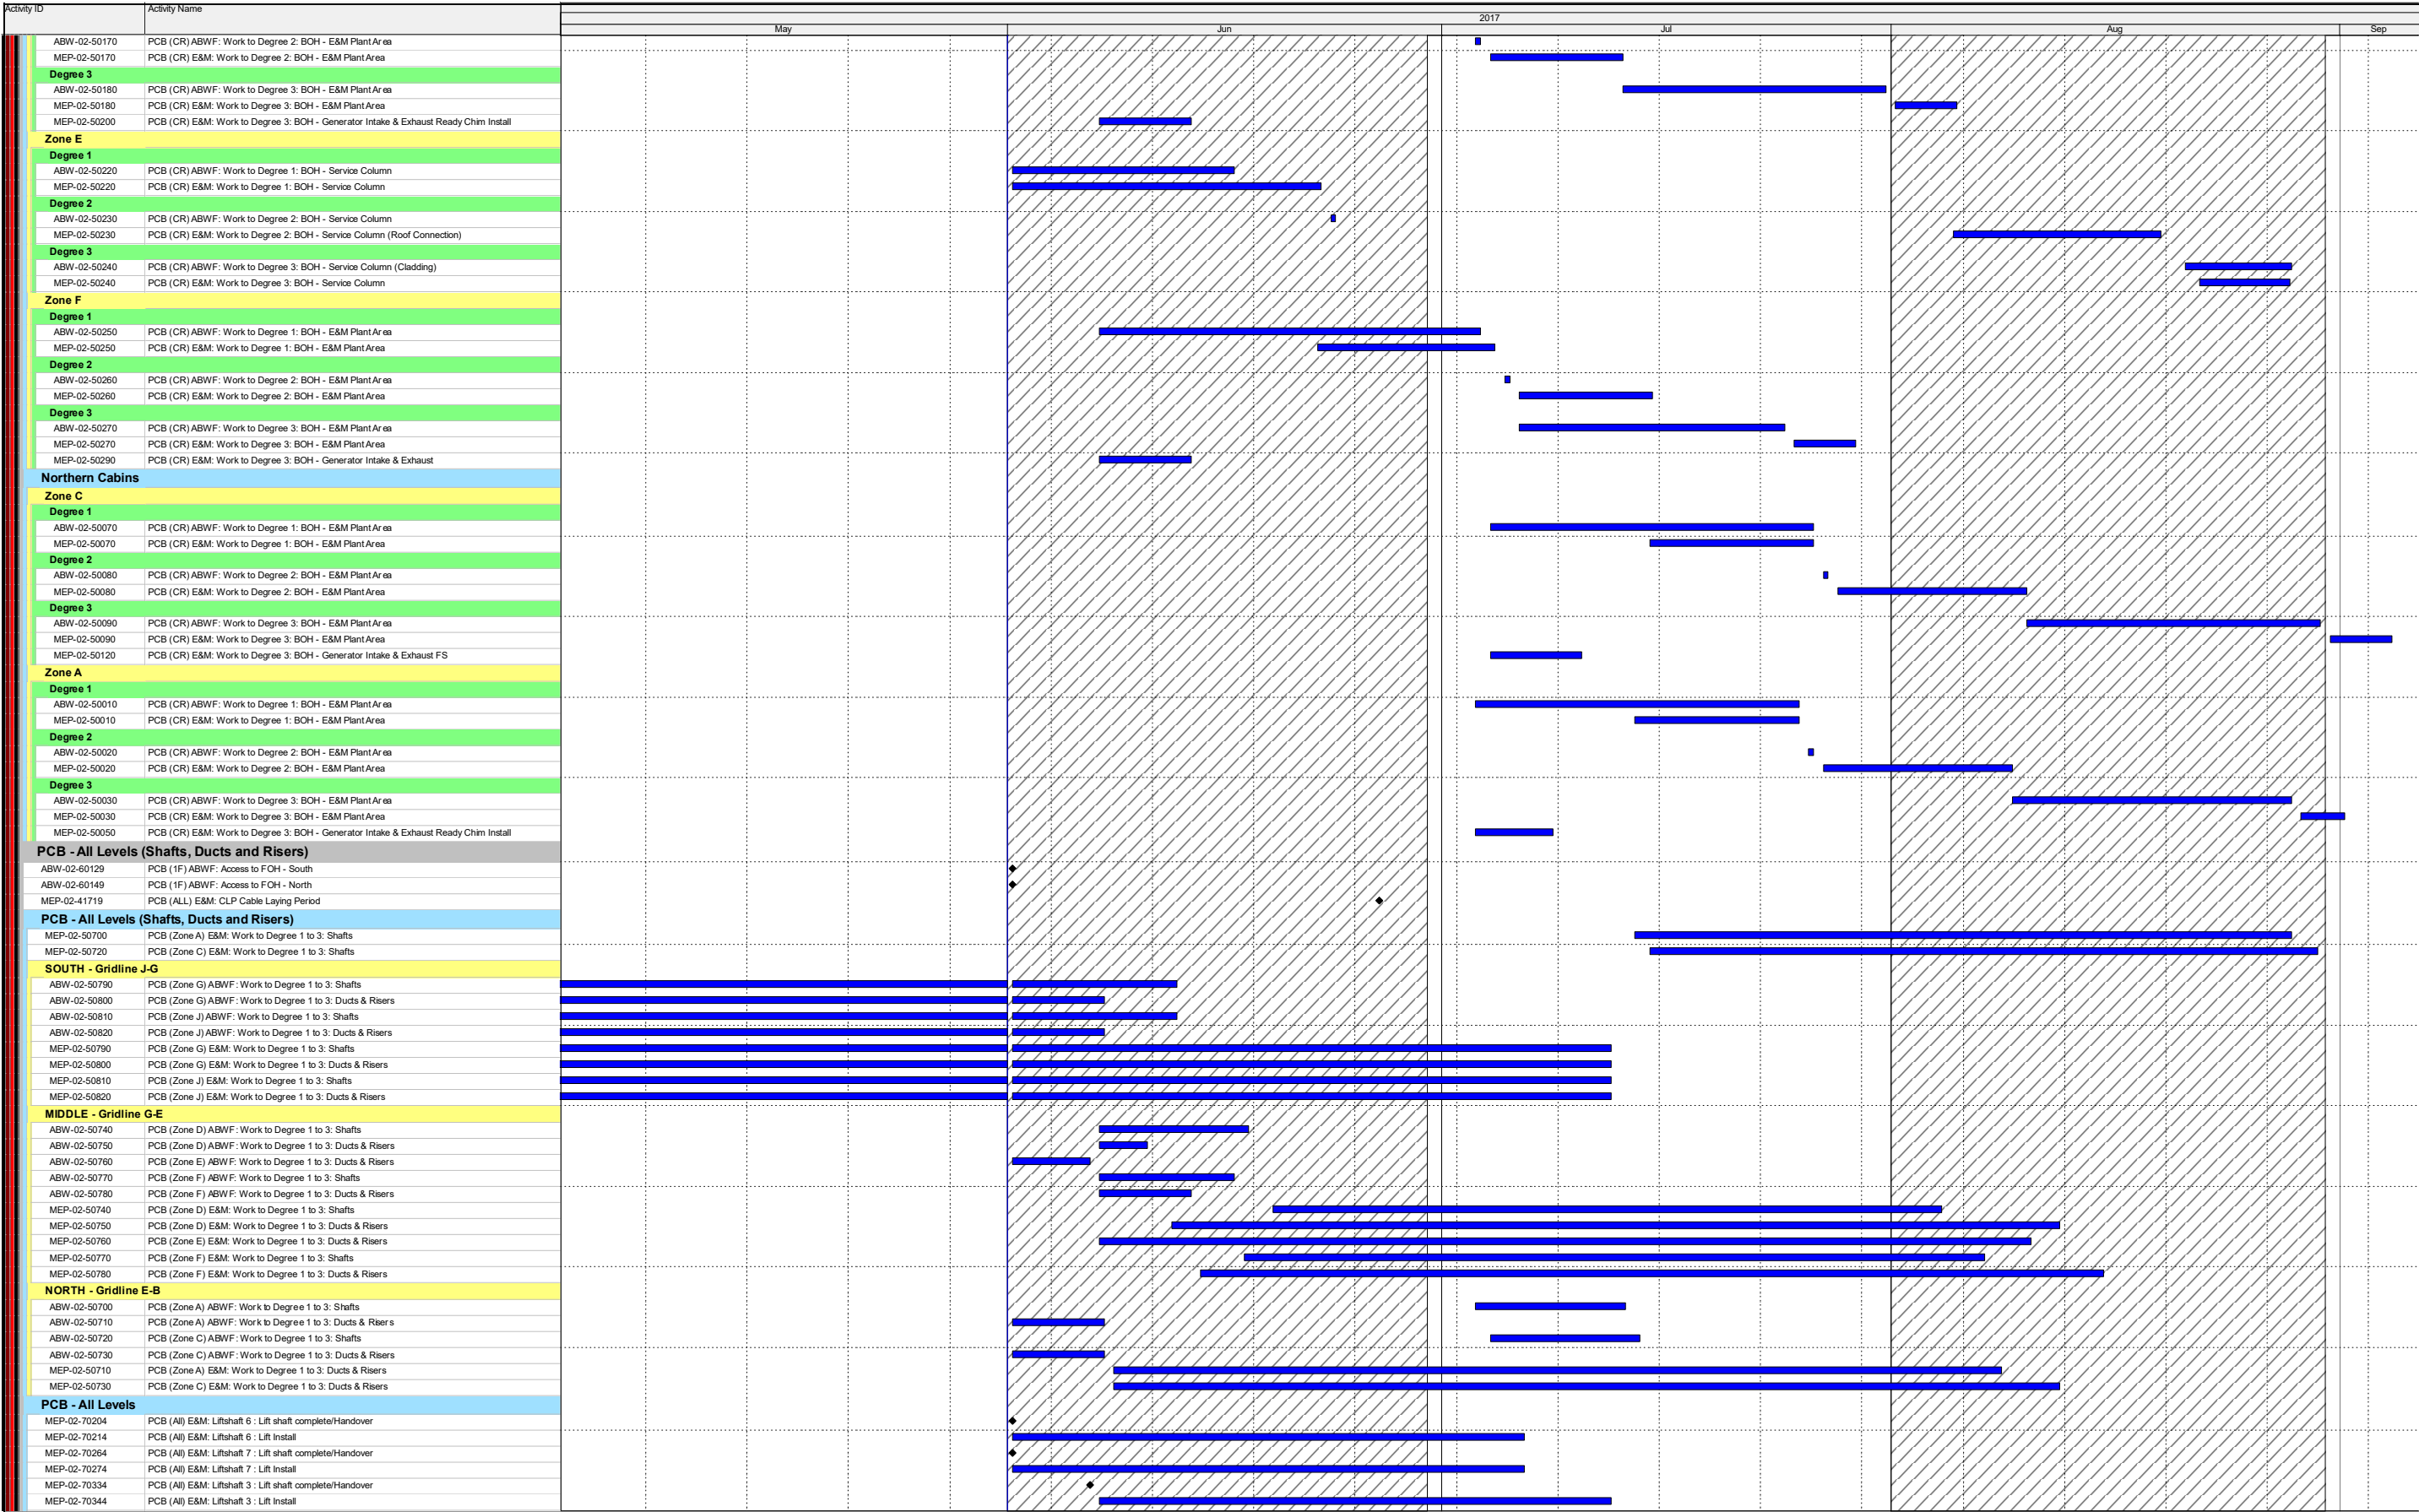 Activity ID Activity Name
2017
May Jun Jul Aug Sep
ABW-02-50170 PCB (CR) ABWF: Work to Degree 2: BOH - E&M Plant Area
MEP-02-50170 PCB (CR) E&M: Work to Degree 2: BOH - E&M Plant Area
Degree 3
ABW-02-50180 PCB (CR) ABWF: Work to Degree 3: BOH - E&M Plant Area
MEP-02-50180 PCB (CR) E&M: Work to Degree 3: BOH - E&M Plant Area
MEP-02-50200 PCB (CR) E&M: Work to Degree 3: BOH - Generator Intake & Exhaust Ready Chim Install
Zone E
Degree 1
ABW-02-50220 PCB (CR) ABWF: Work to Degree 1: BOH - Service Column
MEP-02-50220 PCB (CR) E&M: Work to Degree 1: BOH - Service Column
Degree 2
ABW-02-50230 PCB (CR) ABWF: Work to Degree 2: BOH - Service Column
MEP-02-50230 PCB (CR) E&M: Work to Degree 2: BOH - Service Column (Roof Connection)
Degree 3
ABW-02-50240 PCB (CR) ABWF: Work to Degree 3: BOH - Service Column (Cladding)
MEP-02-50240 PCB (CR) E&M: Work to Degree 3: BOH - Service Column
Zone F
Degree 1
ABW-02-50250 PCB (CR) ABWF: Work to Degree 1: BOH - E&M Plant Area
MEP-02-50250 PCB (CR) E&M: Work to Degree 1: BOH - E&M Plant Area
Degree 2
ABW-02-50260 PCB (CR) ABWF: Work to Degree 2: BOH - E&M Plant Area
MEP-02-50260 PCB (CR) E&M: Work to Degree 2: BOH - E&M Plant Area
Degree 3
ABW-02-50270 PCB (CR) ABWF: Work to Degree 3: BOH - E&M Plant Area
MEP-02-50270 PCB (CR) E&M: Work to Degree 3: BOH - E&M Plant Area
MEP-02-50290 PCB (CR) E&M: Work to Degree 3: BOH - Generator Intake & Exhaust
Northern Cabins
Zone C
Degree 1
ABW-02-50070 PCB (CR) ABWF: Work to Degree 1: BOH - E&M Plant Area
MEP-02-50070 PCB (CR) E&M: Work to Degree 1: BOH - E&M Plant Area
Degree 2
ABW-02-50080 PCB (CR) ABWF: Work to Degree 2: BOH - E&M Plant Area
MEP-02-50080 PCB (CR) E&M: Work to Degree 2: BOH - E&M Plant Area
Degree 3
ABW-02-50090 PCB (CR) ABWF: Work to Degree 3: BOH - E&M Plant Area
MEP-02-50090 PCB (CR) E&M: Work to Degree 3: BOH - E&M Plant Area
MEP-02-50120 PCB (CR) E&M: Work to Degree 3: BOH - Generator Intake & Exhaust FS
Zone A
Degree 1
ABW-02-50010 PCB (CR) ABWF: Work to Degree 1: BOH - E&M Plant Area
MEP-02-50010 PCB (CR) E&M: Work to Degree 1: BOH - E&M Plant Area
Degree 2
ABW-02-50020 PCB (CR) ABWF: Work to Degree 2: BOH - E&M Plant Area
MEP-02-50020 PCB (CR) E&M: Work to Degree 2: BOH - E&M Plant Area
Degree 3
ABW-02-50030 PCB (CR) ABWF: Work to Degree 3: BOH - E&M Plant Area
MEP-02-50030 PCB (CR) E&M: Work to Degree 3: BOH - E&M Plant Area
MEP-02-50050 PCB (CR) E&M: Work to Degree 3: BOH - Generator Intake & Exhaust Ready Chim Install
PCB - All Levels (Shafts, Ducts and Risers)
ABW-02-60129 PCB (1F) ABWF: Access to FOH - South
ABW-02-60149 PCB (1F) ABWF: Access to FOH - North
MEP-02-41719 PCB (ALL) E&M: CLP Cable Laying Period
PCB - All Levels (Shafts, Ducts and Risers)
MEP-02-50700 PCB (Zone A) E&M: Work to Degree 1 to 3: Shafts
MEP-02-50720 PCB (Zone C) E&M: Work to Degree 1 to 3: Shafts
SOUTH - Gridline J-G
ABW-02-50790 PCB (Zone G) ABWF: Work to Degree 1 to 3: Shafts
ABW-02-50800 PCB (Zone G) ABWF: Work to Degree 1 to 3: Ducts & Risers
ABW-02-50810 PCB (Zone J) ABWF: Work to Degree 1 to 3: Shafts
ABW-02-50820 PCB (Zone J) ABWF: Work to Degree 1 to 3: Ducts & Risers
MEP-02-50790 PCB (Zone G) E&M: Work to Degree 1 to 3: Shafts
MEP-02-50800 PCB (Zone G) E&M: Work to Degree 1 to 3: Ducts & Risers
MEP-02-50810 PCB (Zone J) E&M: Work to Degree 1 to 3: Shafts
MEP-02-50820 PCB (Zone J) E&M: Work to Degree 1 to 3: Ducts & Risers
MIDDLE - Gridline G-E
ABW-02-50740 PCB (Zone D) ABWF: Work to Degree 1 to 3: Shafts
ABW-02-50750 PCB (Zone D) ABWF: Work to Degree 1 to 3: Ducts & Risers
ABW-02-50760 PCB (Zone E) ABWF: Work to Degree 1 to 3: Ducts & Risers
ABW-02-50770 PCB (Zone F) ABWF: Work to Degree 1 to 3: Shafts
ABW-02-50780 PCB (Zone F) ABWF: Work to Degree 1 to 3: Ducts & Risers
MEP-02-50740 PCB (Zone D) E&M: Work to Degree 1 to 3: Shafts
MEP-02-50750 PCB (Zone D) E&M: Work to Degree 1 to 3: Ducts & Risers
MEP-02-50760 PCB (Zone E) E&M: Work to Degree 1 to 3: Ducts & Risers
MEP-02-50770 PCB (Zone F) E&M: Work to Degree 1 to 3: Shafts
MEP-02-50780 PCB (Zone F) E&M: Work to Degree 1 to 3: Ducts & Risers
NORTH - Gridline E-B
ABW-02-50700 PCB (Zone A) ABWF: Work to Degree 1 to 3: Shafts
ABW-02-50710 PCB (Zone A) ABWF: Work to Degree 1 to 3: Ducts & Risers
ABW-02-50720 PCB (Zone C) ABWF: Work to Degree 1 to 3: Shafts
ABW-02-50730 PCB (Zone C) ABWF: Work to Degree 1 to 3: Ducts & Risers
MEP-02-50710 PCB (Zone A) E&M: Work to Degree 1 to 3: Ducts & Risers
MEP-02-50730 PCB (Zone C) E&M: Work to Degree 1 to 3: Ducts & Risers
PCB - All Levels
MEP-02-70204 PCB (All) E&M: Liftshaft 6 : Lift shaft complete/Handover
MEP-02-70214 PCB (All) E&M: Liftshaft 6 : Lift Install
MEP-02-70264 PCB (All) E&M: Liftshaft 7 : Lift shaft complete/Handover
MEP-02-70274 PCB (All) E&M: Liftshaft 7 : Lift Install
MEP-02-70334 PCB (All) E&M: Liftshaft 3 : Lift shaft complete/Handover
MEP-02-70344 PCB (All) E&M: Liftshaft 3 : Lift Install